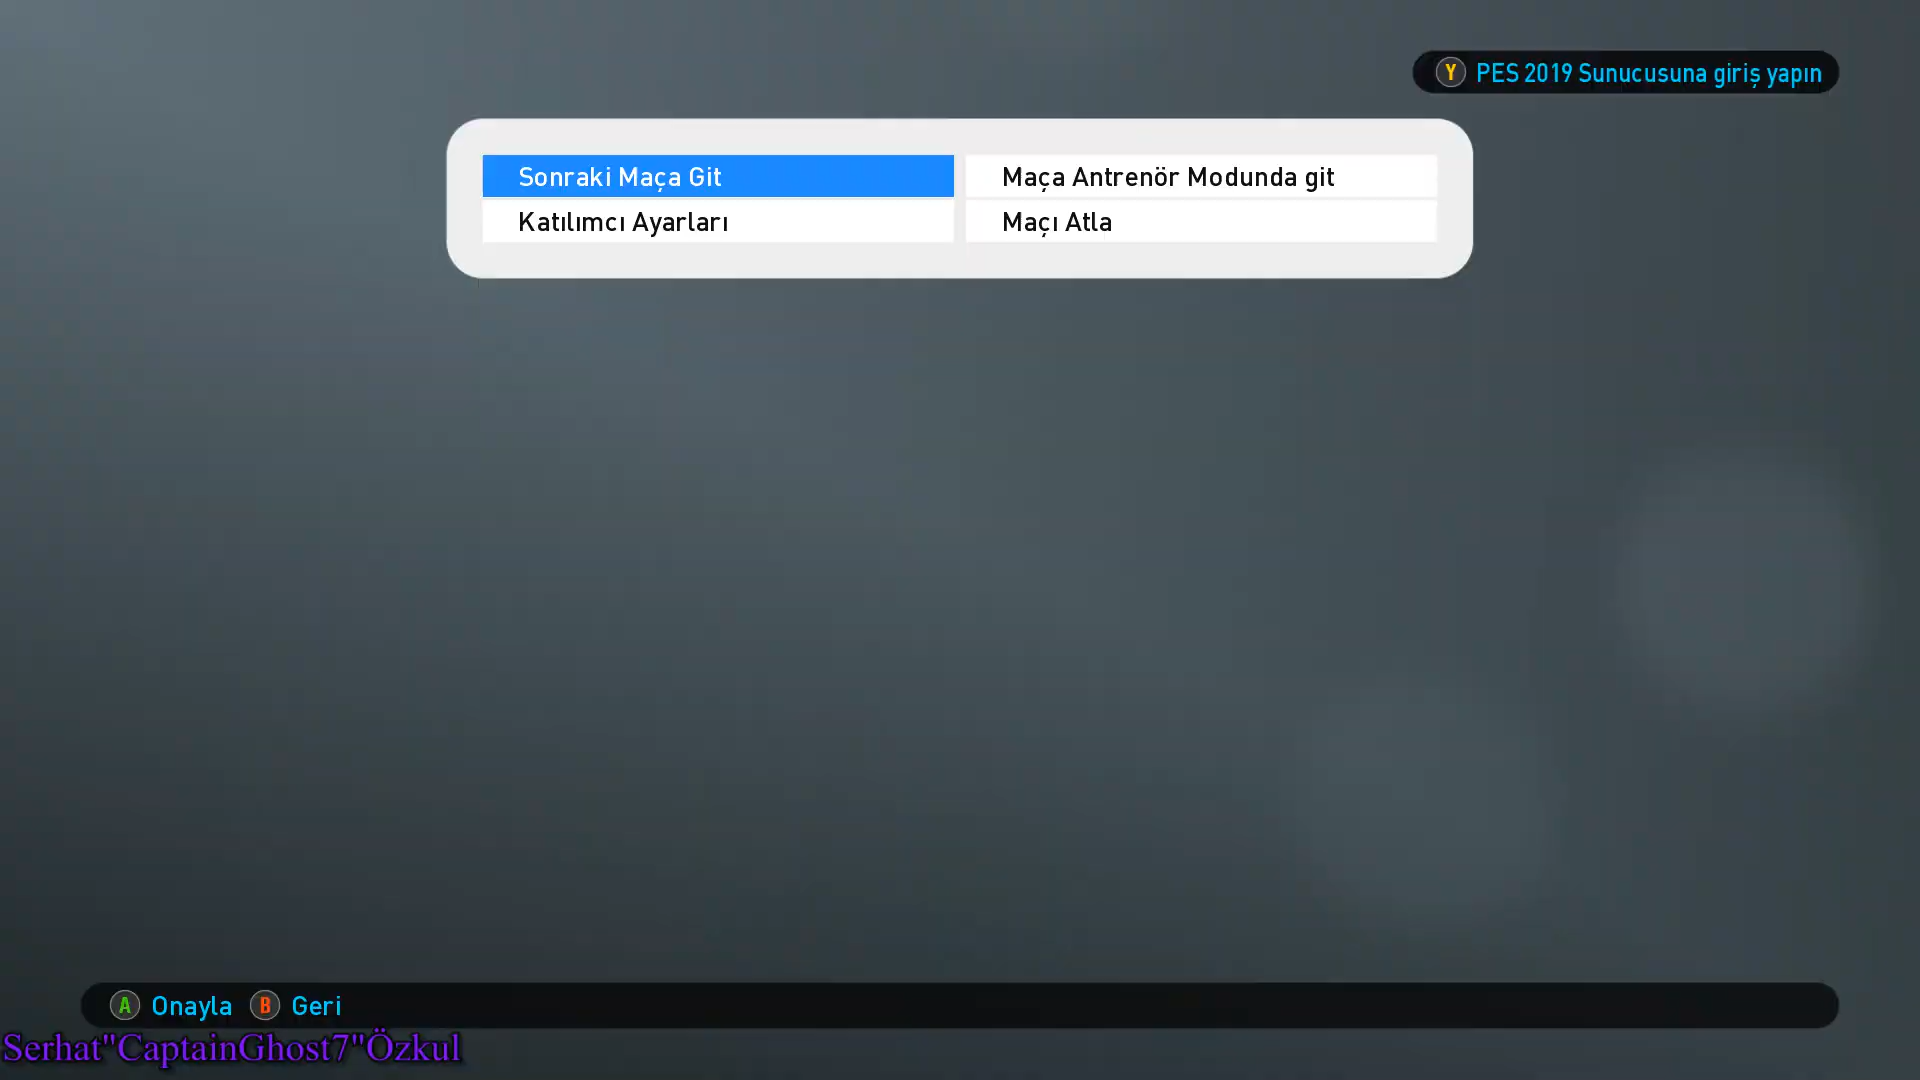 Y PES 2019 Sunucusuna giriş yapın
Sonraki Maça Git
Maça Antrenör Modunda git
Katılımcı Ayarları
Maçı Atla
A Onayla B Geri
Serhat"CaptainGhost7"Özkul